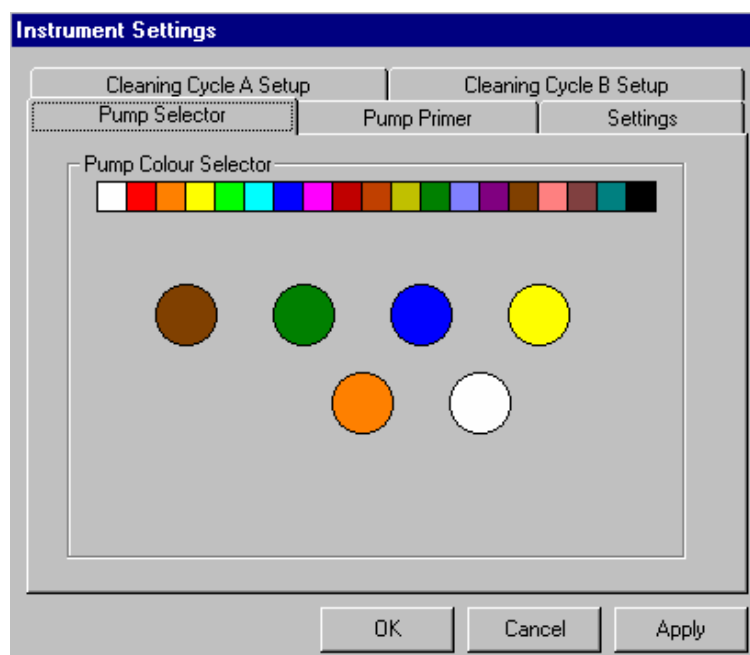 Instrument Settings
Cleaning Cycle A Setup Cleaning Cycle B Setup
Pump Selector Pump Primer Settings
Pump Colour Selector
OK Cancel Apply